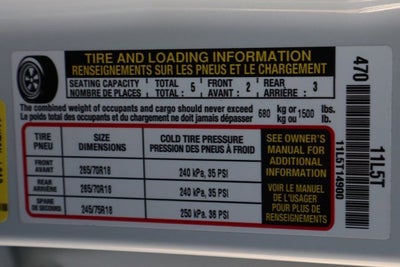 TIRE AND LOADING INFORMATION
RENSEIGNEMENTS SUR LES PNEUS ET LE CHARGEMENT
SEATING CAPACITY TOTAL : 5 FRONT : 2 REAR : 3
NOMBRE DE PLACES, TOTAL : AVANT : ARRIÈRE :
The combined weight of occupants and cargo should never exceed 680 kg or 1500 lbs.
Le poids total des occupants et du chargement ne doit jamais dépasser kg ou lb.
TIRE SIZE COLD TIRE PRESSURE
PNEU DIMENSIONS PRESSION DES PNEUS À FROID
FRONT
AVANT 265/70R18 240 kPa, 35 PSI
REAR
ARRIÈRE 265/70R18 240 kPa, 35 PSI
SPARE
DE SECOURS 245/75R18 250 kPa, 36 PSI
SEE OWNER'S
MANUAL FOR
ADDITIONAL
INFORMATION
VOIR LE MANUEL
DE L'USAGER
POUR PLUS DE
RENSEIGNEMENTS
470
11L5T14900
11L5T